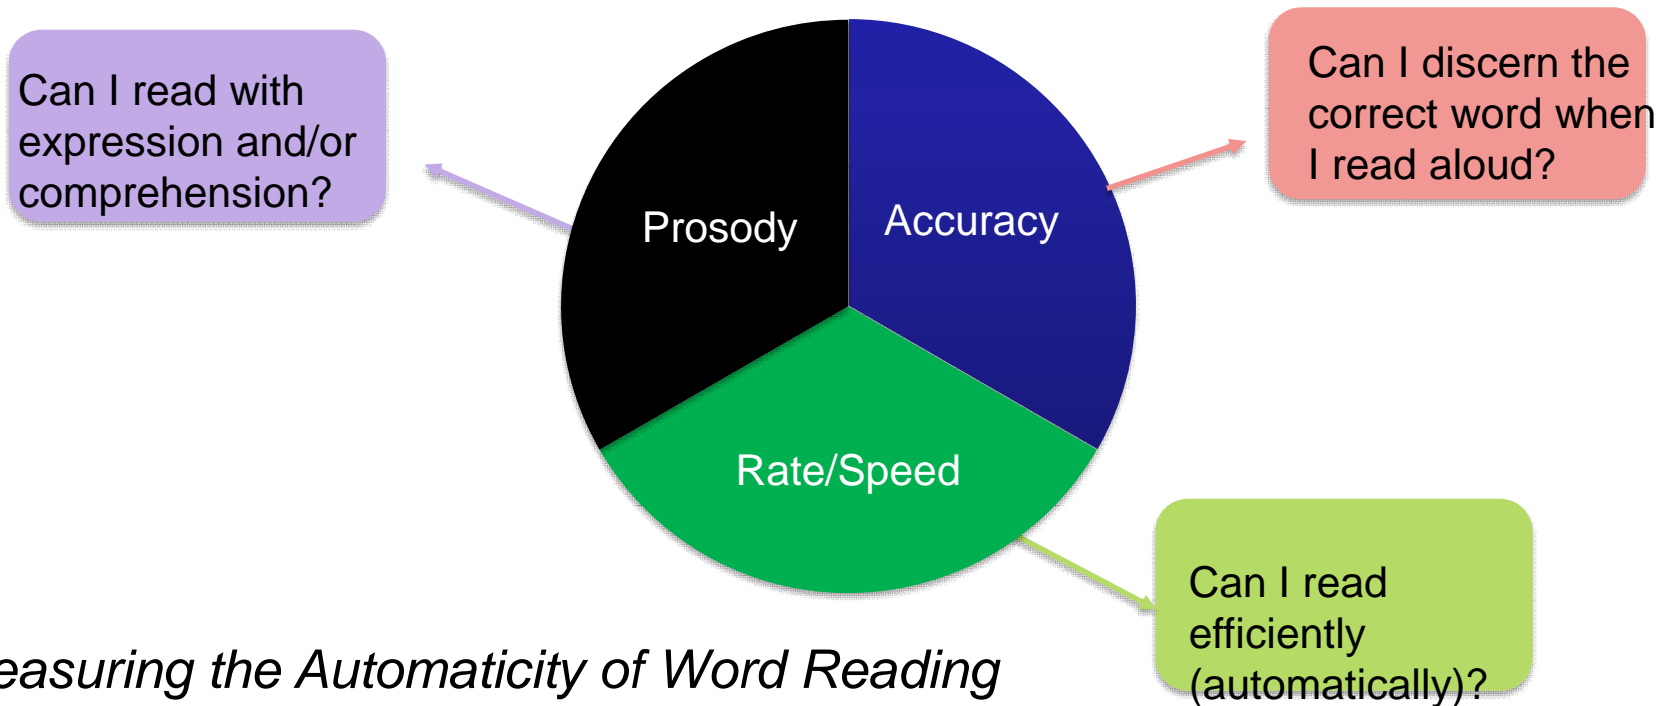 Can I read with
expression and/or
comprehension?
Prosody
Accuracy
Can I discern the
correct word when
I read aloud?
Rate/Speed
Can I read
efficiently
(automatically)?
easuring the Automaticity of Word Reading